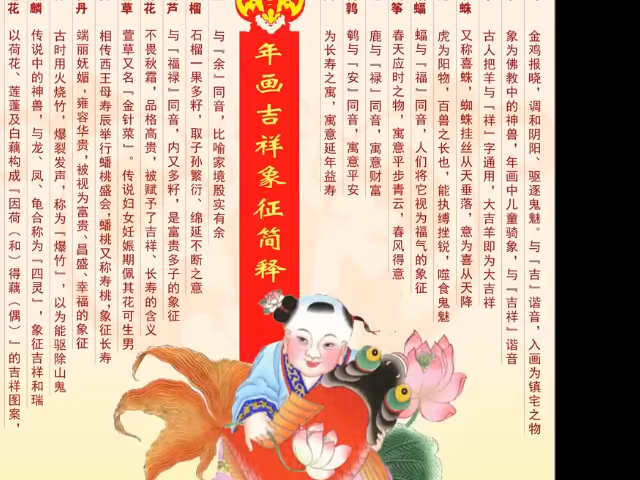 金鸡报晓，调和阴阳、驱逐鬼魅。与『吉』谐音，入画为镇宅之物
象为佛教中的神兽，年画中儿童骑象，与『吉祥』谐音
古人把羊与『祥』字通用，大吉羊即为大吉祥
蛛 又称喜蛛，蜘蛛挂丝从天垂落，意为喜从天降
虎为阳物，百兽之长也，能执搏挫锐，噬食鬼魅
蝠 蝠与『福』同音，人们将它视为福气的象征
筝 春天应时之物，寓意平步青云，春风得意
鹿与『禄』同音，寓意财富
鹑 鹌与『安』同音，寓意平安
为长寿之寓，寓意延年益寿
年画吉祥象征简释
与『余』同音，比喻家境殷实有余
榴 石榴一果多籽，取子孙繁衍、绵延不断之意
芦 与『福禄』同音，内又多籽，是富贵多子的象征
花 不畏秋霜，品格高贵，被赋予了吉祥、长寿的含义
草 萱草又名『金针菜』。传说妇女妊娠期佩其花可生男
相传西王母寿辰举行蟠桃盛会，蟠桃又称寿桃，象征长寿
丹 端丽妩媚，雍容华贵，被视为富贵、昌盛、幸福的象征
古时用火烧竹，爆裂发声，称为『爆竹』，以为能驱除山鬼
麟 传说中的神兽，与龙、凤、龟合称为『四灵』，象征吉祥和瑞
花 以荷花、莲蓬及白藕构成『因荷（和）得藕（偶）』的吉祥图案，